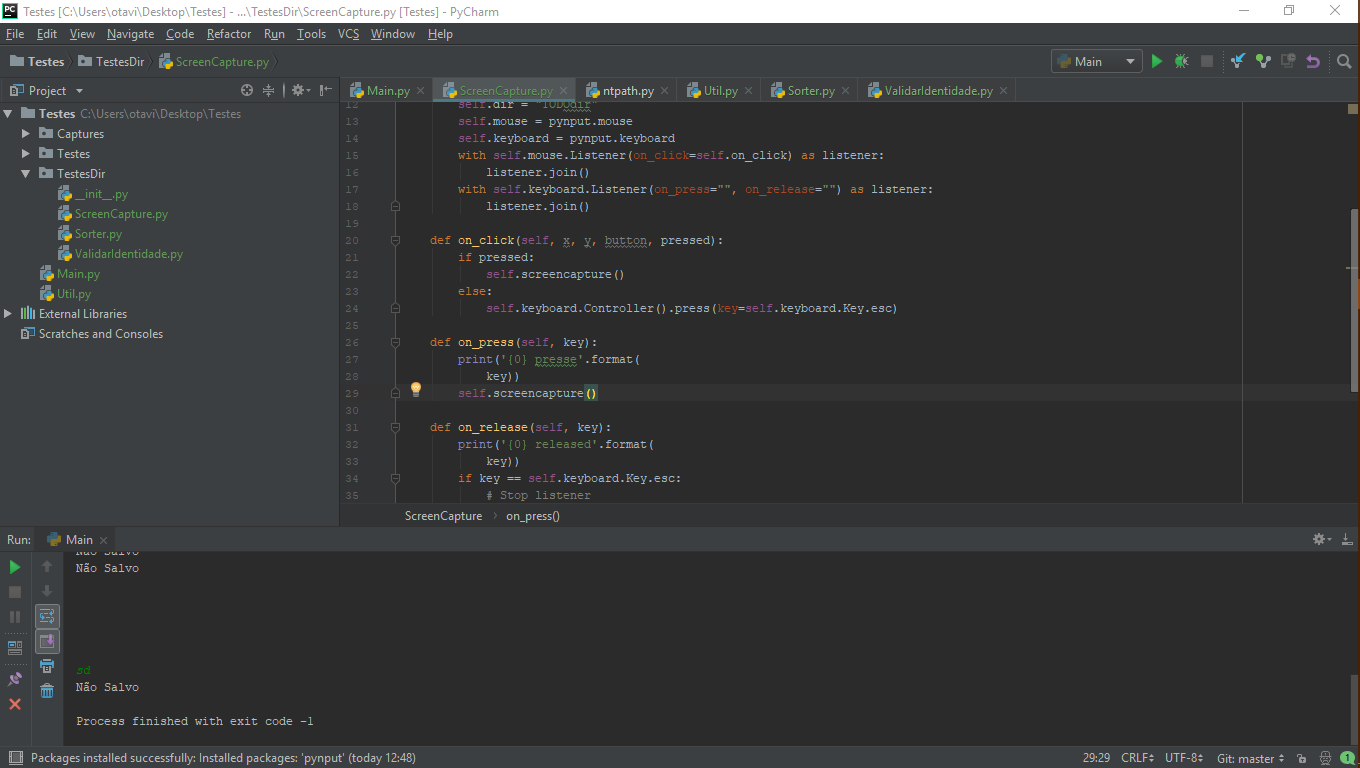 Testes [C:\Users\otavi\Desktop\Testes] - ...\TestesDir\ScreenCapture.py [Testes] - PyCharm
File Edit View Navigate Code Refactor Run Tools VCS Window Help
Testes TestesDir ScreenCapture.py
Main
Project
Main.py ScreenCapture.py ntpath.py Util.py Sorter.py ValidarIdentidade.py
Testes C:\Users\otavi\Desktop\Testes
Captures
Testes
TestesDir
__init__.py
ScreenCapture.py
Sorter.py
ValidarIdentidade.py
Main.py
Util.py
External Libraries
Scratches and Consoles
12 self.dir = "TODOdir"
13 self.mouse = pynput.mouse
14 self.keyboard = pynput.keyboard
15 with self.mouse.Listener(on_click=self.on_click) as listener:
16 listener.join()
17 with self.keyboard.Listener(on_press="", on_release="") as listener:
18 listener.join()
19
20 def on_click(self, x, y, button, pressed):
21 if pressed:
22 self.screencapture()
23 else:
24 self.keyboard.Controller().press(key=self.keyboard.Key.esc)
25
26 def on_press(self, key):
27 print('{0} presse'.format(
28 key))
29 self.screencapture()
30
31 def on_release(self, key):
32 print('{0} released'.format(
33 key))
34 if key == self.keyboard.Key.esc:
35 # Stop listener
ScreenCapture on_press()
Run: Main
Não Salvo
Não Salvo
sd
Não Salvo
Process finished with exit code -1
Packages installed successfully: Installed packages: 'pynput' (today 12:48)
29:29 CRLF UTF-8 Git: master 1